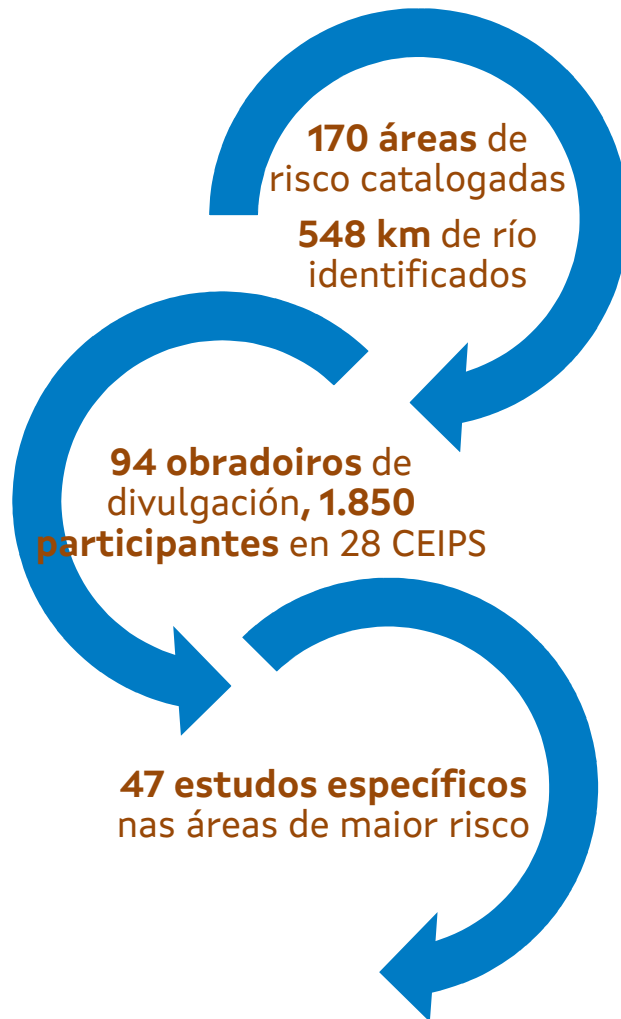 170 áreas de
risco catalogadas
548 km de río
identificados
94 obradoiros de
divulgación, 1.850
participantes en 28 CEIPS
47 estudos específicos
nas áreas de maior risco